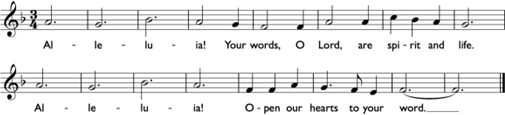 Al - le - lu - ia! Your words, O Lord, are spi - rit and life.
Al - le - lu - ia! O - pen our hearts to your word.